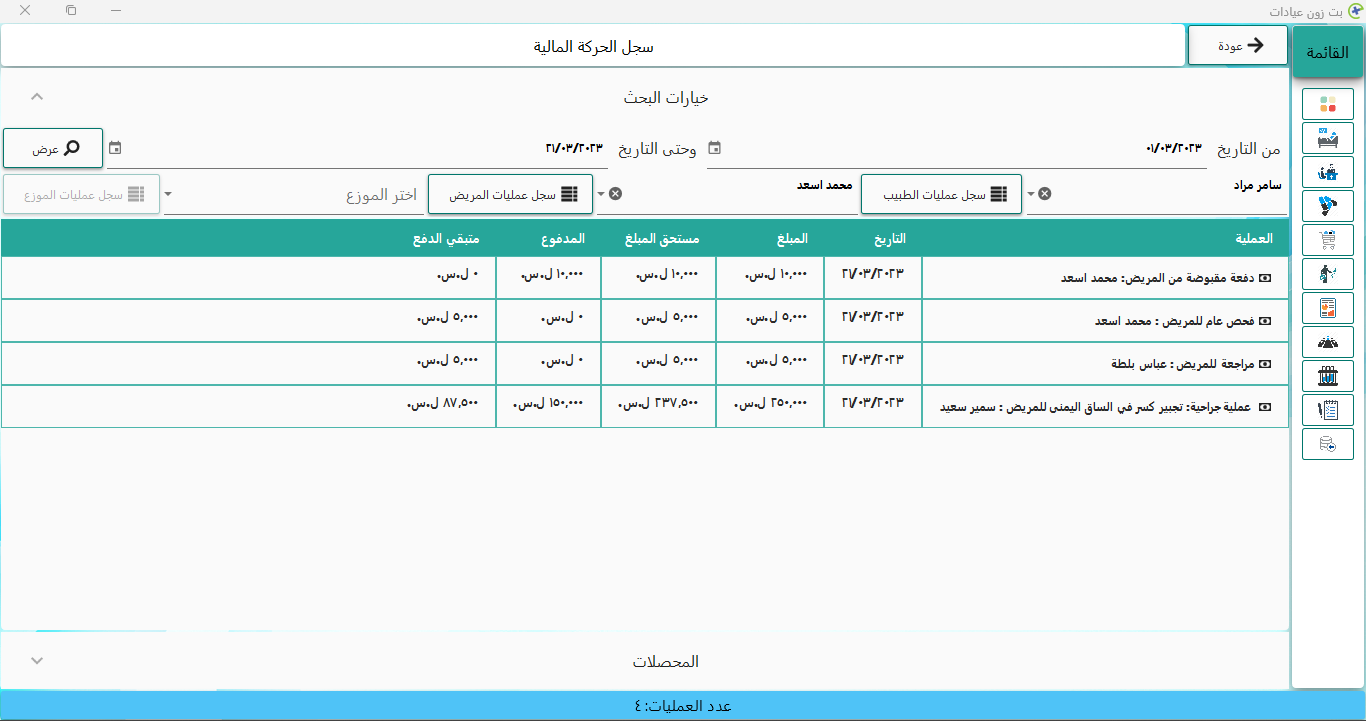 بت زون عيادات
القائمة
عودة
سجل الحركة المالية
خيارات البحث
من التاريخ ٠١/٠٣/٢٠٢٣ وحتى التاريخ ٢١/٠٣/٢٠٢٣ عرض
سامر مراد سجل عمليات الطبيب محمد اسعد سجل عمليات المريض اختر الموزع سجل عمليات الموزع
العملية التاريخ المبلغ مستحق المبلغ المدفوع متبقي الدفع
دفعة مقبوضة من المريض: محمد اسعد ٢١/٠٣/٢٠٢٣ ١٠,٠٠٠ ل.س. ١٠,٠٠٠ ل.س. ١٠,٠٠٠ ل.س. ٠ ل.س.
فحص عام للمريض : محمد اسعد ٢١/٠٣/٢٠٢٣ ٥,٠٠٠ ل.س. ٥,٠٠٠ ل.س. ٠ ل.س. ٥,٠٠٠ ل.س.
مراجعة للمريض : عباس بلطة ٢١/٠٣/٢٠٢٣ ٥,٠٠٠ ل.س. ٥,٠٠٠ ل.س. ٠ ل.س. ٥,٠٠٠ ل.س.
عملية جراحية: تجبير كسر في الساق اليمنى للمريض : سمير سعيد ٢١/٠٣/٢٠٢٣ ٢٥٠,٠٠٠ ل.س. ٢٣٧,٥٠٠ ل.س. ١٥٠,٠٠٠ ل.س. ٨٧,٥٠٠ ل.س.
المحصلات
عدد العمليات: ٤